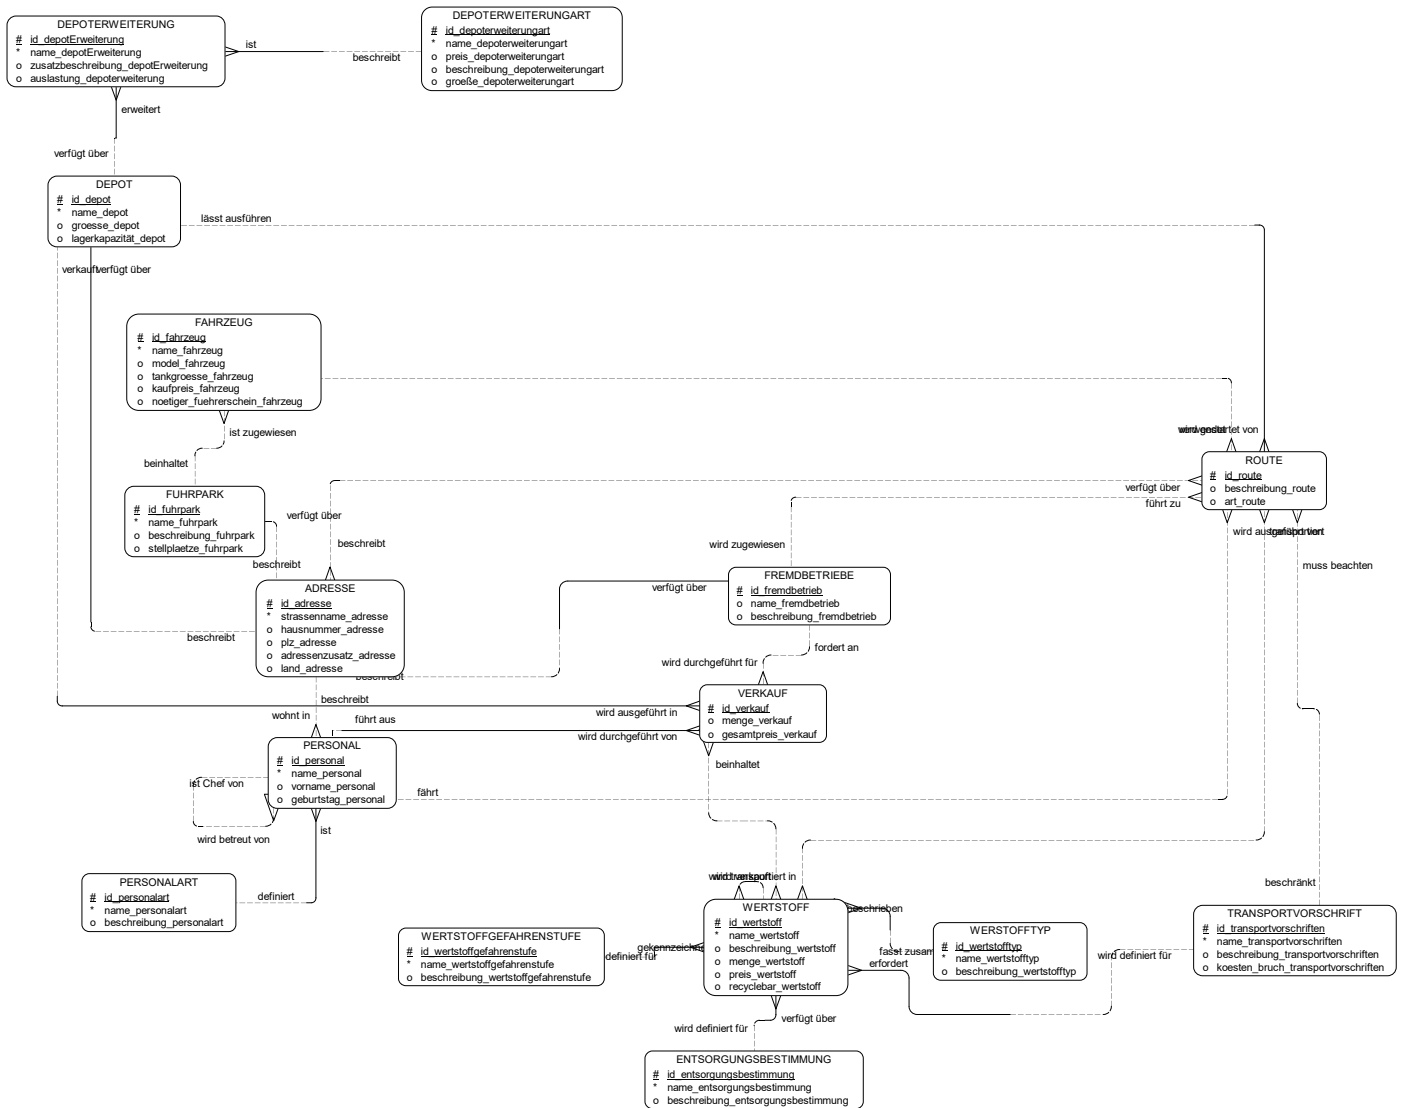 DEPOTERWEITERUNG
# id_depotErweiterung
* name_depotErweiterung
o zusatzbeschreibung_depotErweiterung
o auslastung_depoterweiterung
ist
beschreibt
DEPOTERWEITERUNGART
# id_depoterweiterungart
* name_depoterweiterungart
o preis_depoterweiterungart
o beschreibung_depoterweiterungart
o groeße_depoterweiterungart
erweitert
verfügt über
DEPOT
# id_depot
* name_depot
o groesse_depot
o lagerkapazität_depot
lässt ausführen
verkauft
verfügt über
FAHRZEUG
# id_fahrzeug
* name_fahrzeug
o model_fahrzeug
o tankgroesse_fahrzeug
o kaufpreis_fahrzeug
o noetiger_fuehrerschein_fahrzeug
ist zugewiesen
beinhaltet
FUHRPARK
# id_fuhrpark
* name_fuhrpark
o beschreibung_fuhrpark
o stellplaetze_fuhrpark
verfügt über
beschreibt
beschreibt
ROUTE
# id_route
o beschreibung_route
o art_route
verfügt über
führt zu
muss beachten
wird zugewiesen
FREMDBETRIEBE
# id_fremdbetrieb
o name_fremdbetrieb
o beschreibung_fremdbetrieb
verfügt über
ADRESSE
# id_adresse
* strassenname_adresse
o hausnummer_adresse
o plz_adresse
o adressenzusatz_adresse
o land_adresse
beschreibt
beschreibt
fordert an
wird durchgeführt für
VERKAUF
# id_verkauf
o menge_verkauf
o gesamtpreis_verkauf
beschreibt
wird ausgeführt in
wohnt in
führt aus
wird durchgeführt von
beinhaltet
PERSONAL
# id_personal
* name_personal
o vorname_personal
o geburtstag_personal
ist Chef von
wird betreut von
fährt
ist
PERSONALART
# id_personalart
* name_personalart
o beschreibung_personalart
definiert
beschränkt
WERTSTOFF
# id_wertstoff
* name_wertstoff
o beschreibung_wertstoff
o menge_wertstoff
o preis_wertstoff
o recyclebar_wertstoff
WERTSTOFFGEFAHRENSTUFE
# id_wertstoffgefahrenstufe
* name_wertstoffgefahrenstufe
o beschreibung_wertstoffgefahrenstufe
definiert für
erfordert
WERSTOFFTYP
# id_wertstofftyp
* name_wertstofftyp
o beschreibung_wertstofftyp
wird definiert für
TRANSPORTVORSCHRIFT
# id_transportvorschriften
* name_transportvorschriften
o beschreibung_transportvorschriften
o koesten_bruch_transportvorschriften
verfügt über
wird definiert für
ENTSORGUNGSBESTIMMUNG
# id_entsorgungsbestimmung
* name_entsorgungsbestimmung
o beschreibung_entsorgungsbestimmung